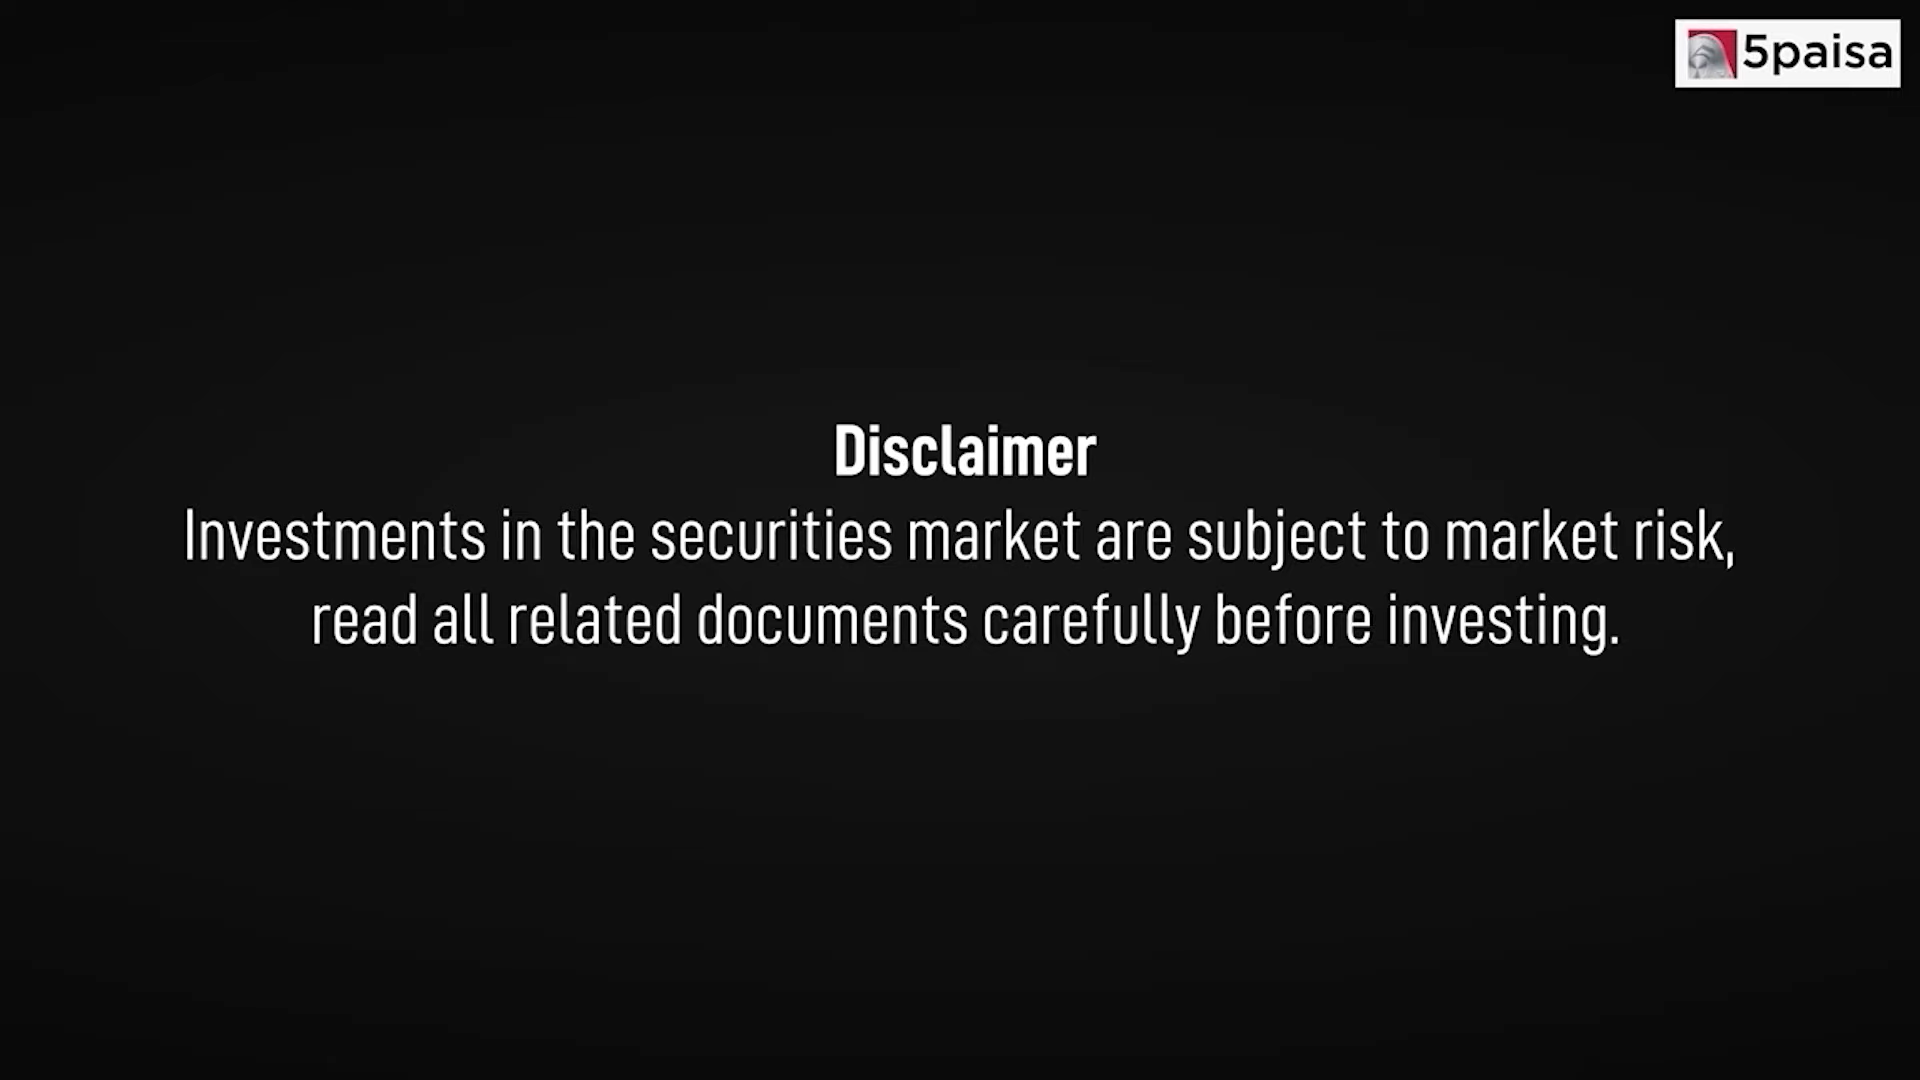 5paisa
Disclaimer
Investments in the securities market are subject to market risk,
read all related documents carefully before investing.